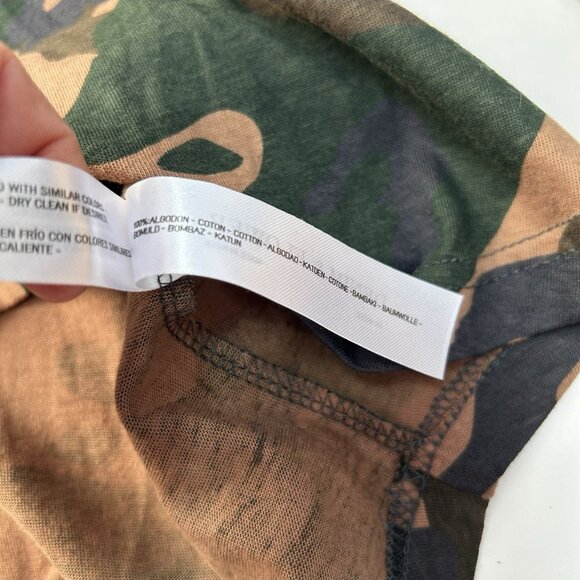 WITH SIMILAR COLORS
- DRY CLEAN IF DESIRED
EN FRÍO CON COLORES SIMILARES
CALIENTE -
100%:ALGODON - COTON - COTTON - ALGODAO - KATOEN - COTONE - BAMBAKI - BAUMWOLLE -
BOMULD - BOMBAZ - KATUN